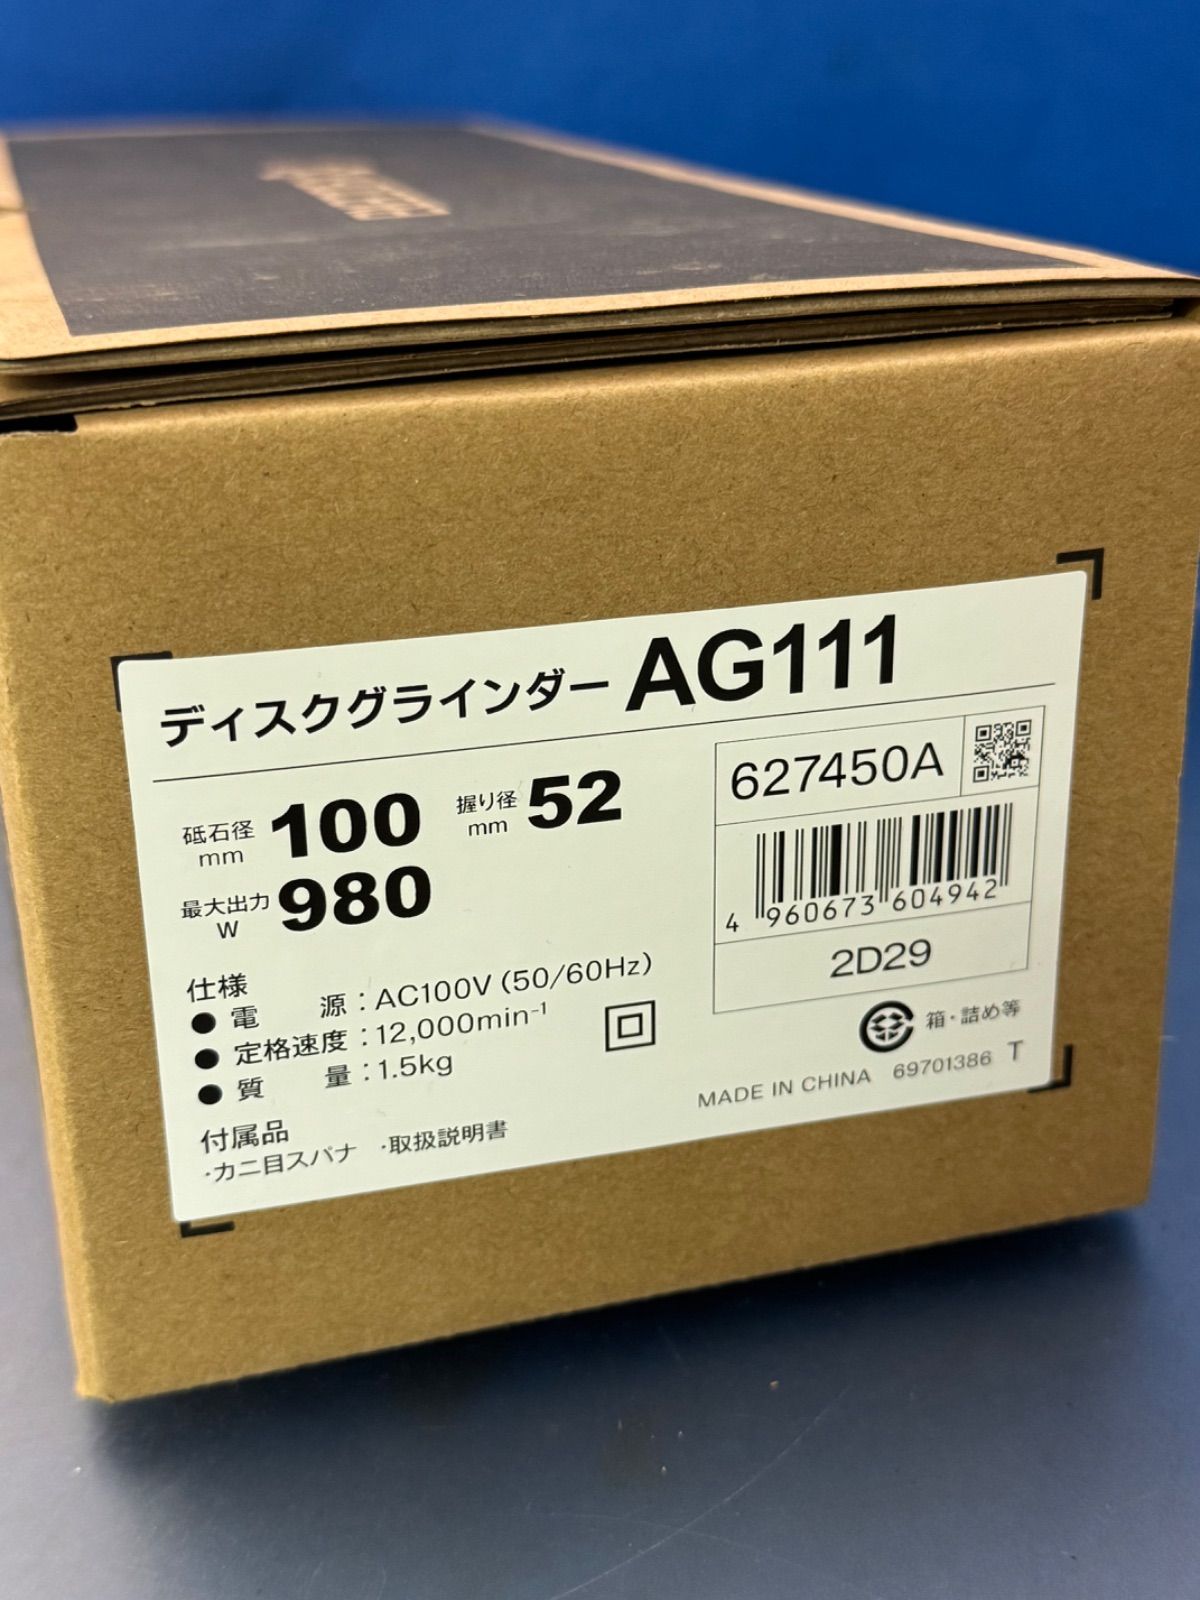 ディスクグラインダー AG111
砥石径 mm 100 握り径 mm 52
最大出力 W 980
627450A
4 960673 604942
2D29
仕様
●電 源：AC100V (50/60Hz)
●定格速度：12,000min⁻¹
●質 量：1.5kg
付属品
・カニ目スパナ ・取扱説明書
箱・詰め等
MADE IN CHINA 69701386 T